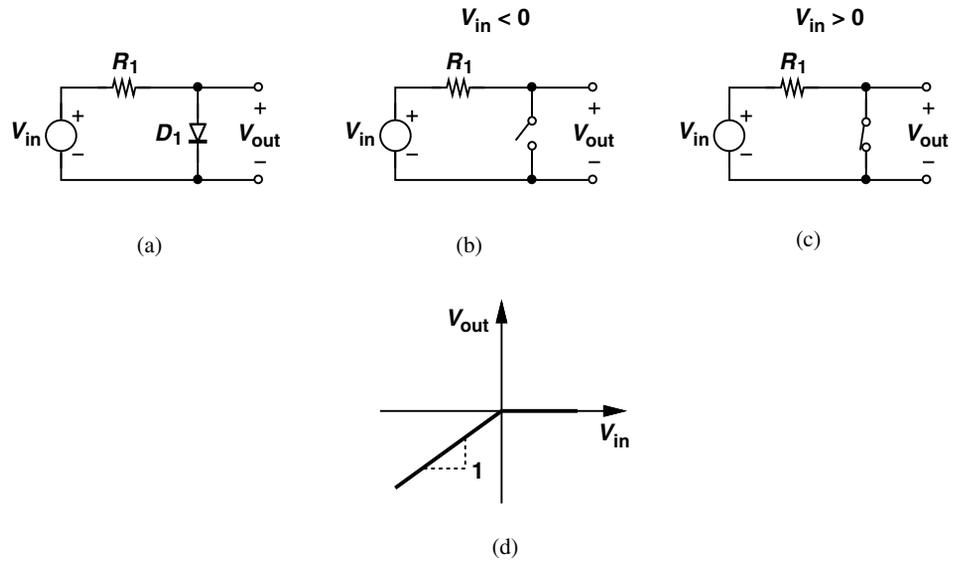 V_in < 0
V_in > 0
R_1
R_1
R_1
V_in
+
−
D_1
+
V_out
−
V_in
+
−
+
V_out
−
V_in
+
−
+
V_out
−
(a)
(b)
(c)
V_out
V_in
1
(d)